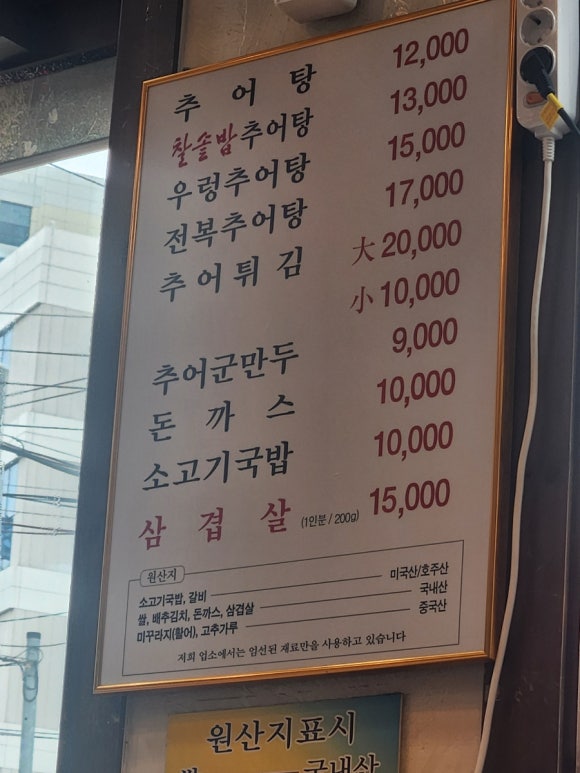 추어탕 12,000
찰솥밥추어탕 13,000
우렁추어탕 15,000
전복추어탕 17,000
추어튀김 大 20,000
小 10,000
추어군만두 9,000
돈까스 10,000
소고기국밥 10,000
삼겹살 (1인분 / 200g) 15,000
원산지
소고기국밥, 갈비 미국산/호주산
쌀, 배추김치, 돈까스, 삼겹살 국내산
미꾸라지(활어), 고추가루 중국산
저희 업소에서는 엄선된 재료만을 사용하고 있습니다
원산지표시
국내산